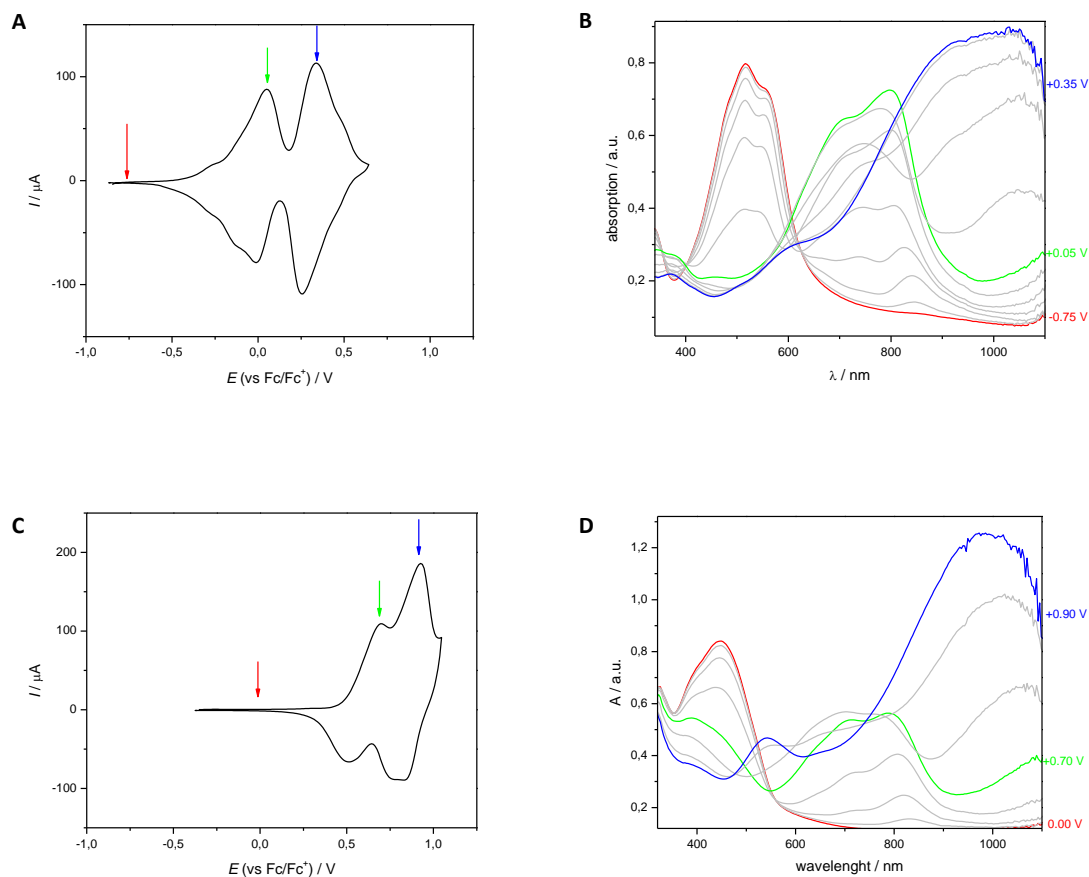 A
100
0
-100
I / μA
-1,0
-0,5
0,0
0,5
1,0
E (vs Fc/Fc+) / V
B
0,8
0,6
0,4
0,2
absorption / a.u.
400
600
800
1000
λ / nm
+0.35 V
+0.05 V
-0.75 V
C
200
100
0
-100
I / μA
-1,0
-0,5
0,0
0,5
1,0
E (vs Fc/Fc+) / V
D
1,2
1,0
0,8
0,6
0,4
0,2
A / a.u.
400
600
800
1000
wavelenght / nm
+0.90 V
+0.70 V
0.00 V